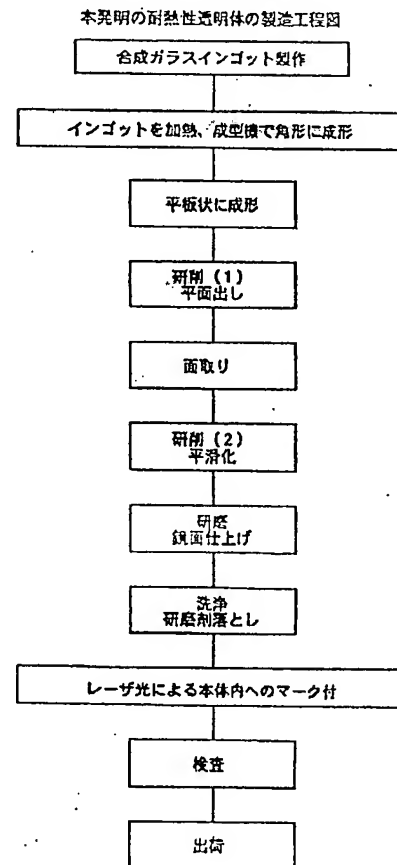 本発明の耐熱性透明体の製造工程図
合成ガラスインゴット製作
インゴットを加熱、成型機で角形に成形
平板状に成形
研削（1）
平面出し
面取り
研削（2）
平滑化
研磨
鏡面仕上げ
洗浄
研磨剤落とし
レーザ光による本体内へのマーク付
検査
出荷